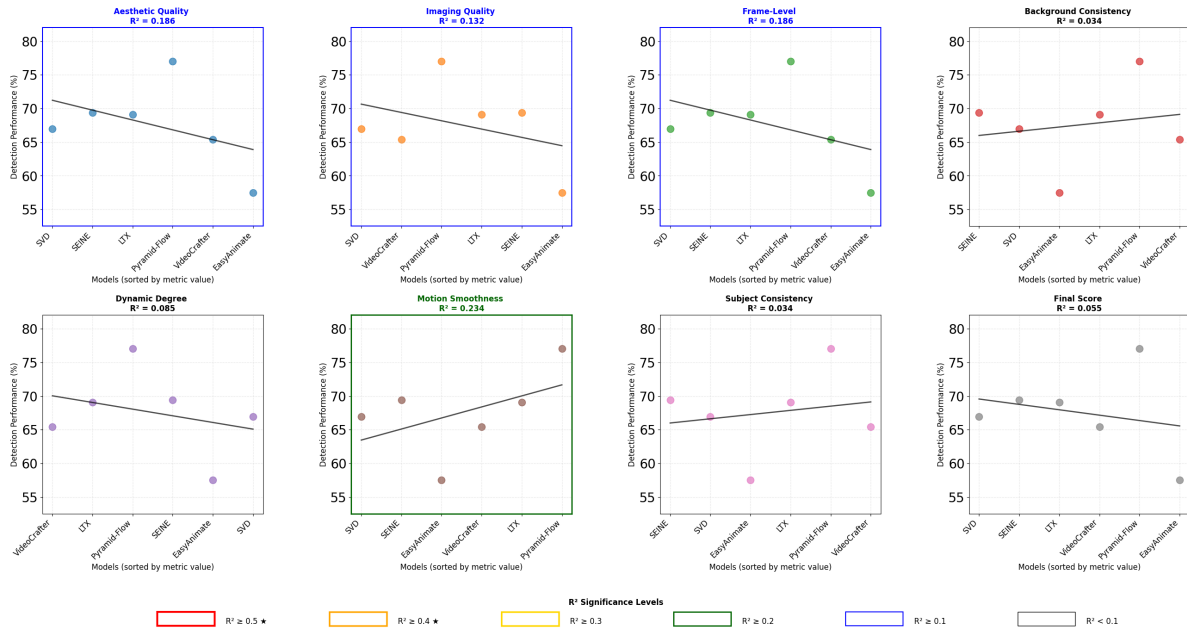 Aesthetic Quality
R² = 0.186
Detection Performance (%)
80
75
70
65
60
55
SVD
SEINE
LTX
Pyramid-Flow
VideoCrafter
EasyAnimate
Models (sorted by metric value)
Imaging Quality
R² = 0.132
Detection Performance (%)
80
75
70
65
60
55
SVD
VideoCrafter
Pyramid-Flow
LTX
SEINE
EasyAnimate
Models (sorted by metric value)
Frame-Level
R² = 0.186
Detection Performance (%)
80
75
70
65
60
55
SVD
SEINE
LTX
Pyramid-Flow
VideoCrafter
EasyAnimate
Models (sorted by metric value)
Background Consistency
R² = 0.034
Detection Performance (%)
80
75
70
65
60
55
SEINE
SVD
EasyAnimate
LTX
Pyramid-Flow
VideoCrafter
Models (sorted by metric value)
Dynamic Degree
R² = 0.085
Detection Performance (%)
80
75
70
65
60
55
VideoCrafter
LTX
Pyramid-Flow
SEINE
EasyAnimate
SVD
Models (sorted by metric value)
Motion Smoothness
R² = 0.234
Detection Performance (%)
80
75
70
65
60
55
SVD
SEINE
EasyAnimate
VideoCrafter
LTX
Pyramid-Flow
Models (sorted by metric value)
Subject Consistency
R² = 0.034
Detection Performance (%)
80
75
70
65
60
55
SEINE
SVD
EasyAnimate
LTX
Pyramid-Flow
VideoCrafter
Models (sorted by metric value)
Final Score
R² = 0.055
Detection Performance (%)
80
75
70
65
60
55
SVD
SEINE
LTX
VideoCrafter
Pyramid-Flow
EasyAnimate
Models (sorted by metric value)
R² Significance Levels
R² ≥ 0.5 ★
R² ≥ 0.4 ★
R² ≥ 0.3
R² ≥ 0.2
R² ≥ 0.1
R² < 0.1